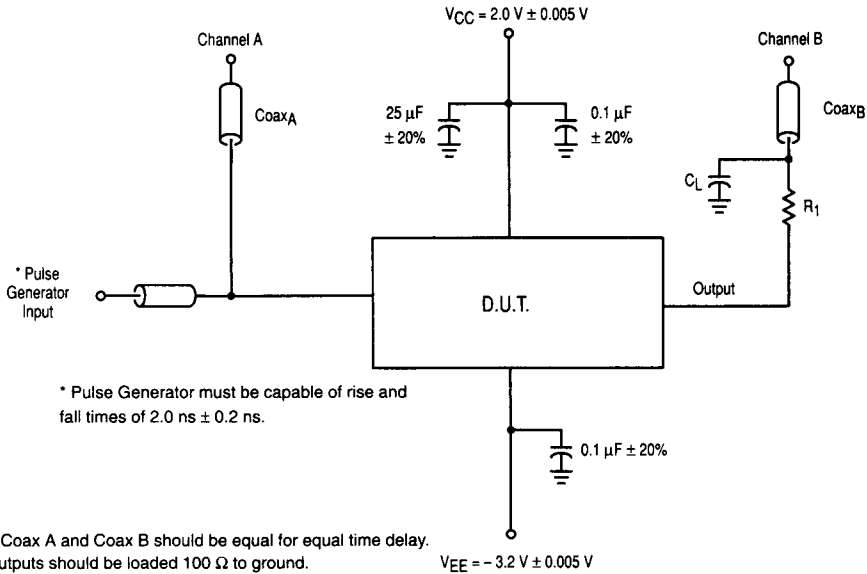 VCC = 2.0 V ± 0.005 V
Channel A
Channel B
CoaxA
25 µF
± 20%
0.1 µF
± 20%
CoaxB
CL
R1
* Pulse
Generator
Input
D.U.T.
Output
* Pulse Generator must be capable of rise and
fall times of 2.0 ns ± 0.2 ns.
0.1 µF ± 20%
Coax A and Coax B should be equal for equal time delay.
utputs should be loaded 100 Ω to ground.
VEE = – 3.2 V ± 0.005 V